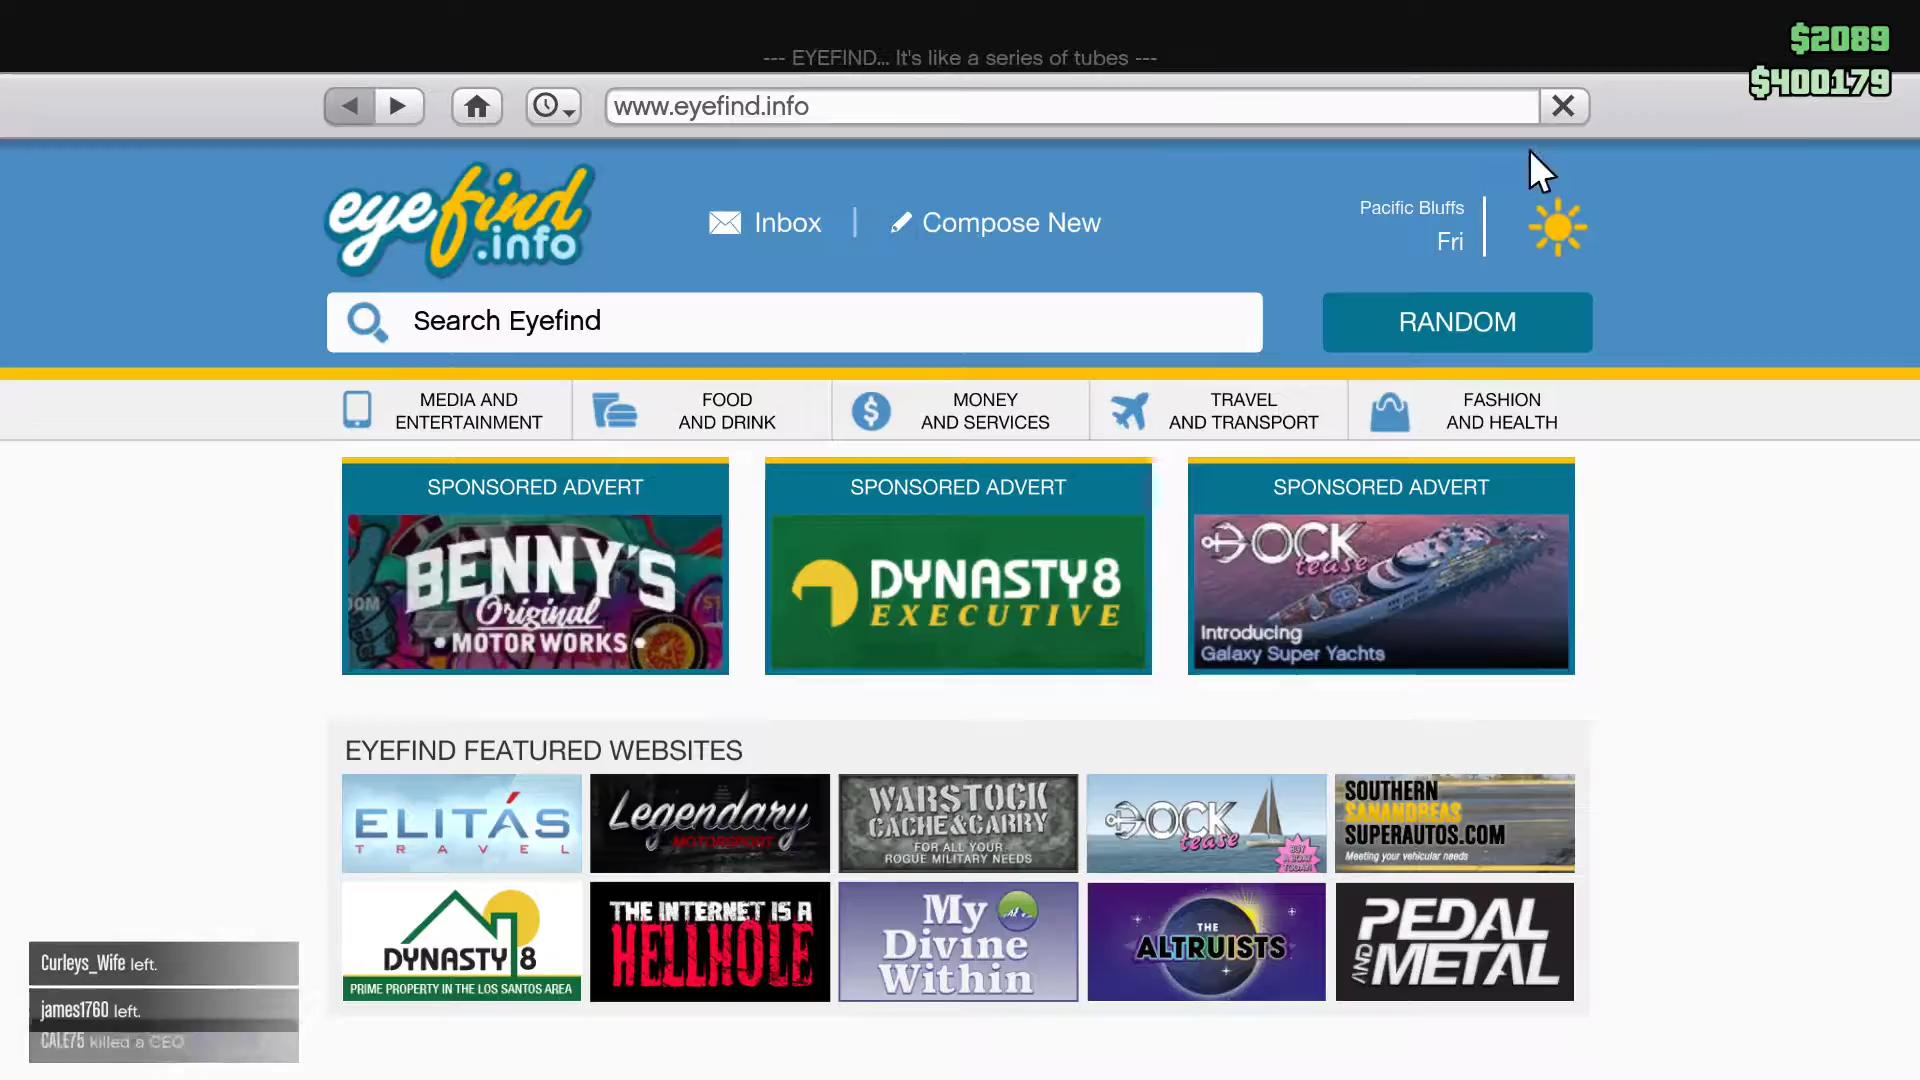 $2089
--- EYEFIND... It's like a series of tubes ---
$400179
www.eyefind.info
eyefind
.info
Inbox
Compose New
Pacific Bluffs
Fri
Search Eyefind
RANDOM
MEDIA AND
ENTERTAINMENT
FOOD
AND DRINK
MONEY
AND SERVICES
TRAVEL
AND TRANSPORT
FASHION
AND HEALTH
SPONSORED ADVERT
BENNY'S
Original
MOTOR WORKS
SPONSORED ADVERT
DYNASTY8
EXECUTIVE
SPONSORED ADVERT
DOCK
tease
Introducing
Galaxy Super Yachts
EYEFIND FEATURED WEBSITES
ELITÁS
TRAVEL
Legendary
MOTORSPORT
WARSTOCK
CACHE&CARRY
FOR ALL YOUR
ROGUE MILITARY NEEDS
DOCK
tease
BUY
A BOAT
TODAY!
SOUTHERN
SANANDREAS
SUPERAUTOS.COM
Meeting your vehicular needs
DYNASTY 8
PRIME PROPERTY IN THE LOS SANTOS AREA
THE INTERNET IS A
HELLHOLE
My
Divine
Within
THE
ALTRUISTS
PEDAL
AND METAL
Curleys_Wife left.
james1760 left.
CALE75 killed a CEO